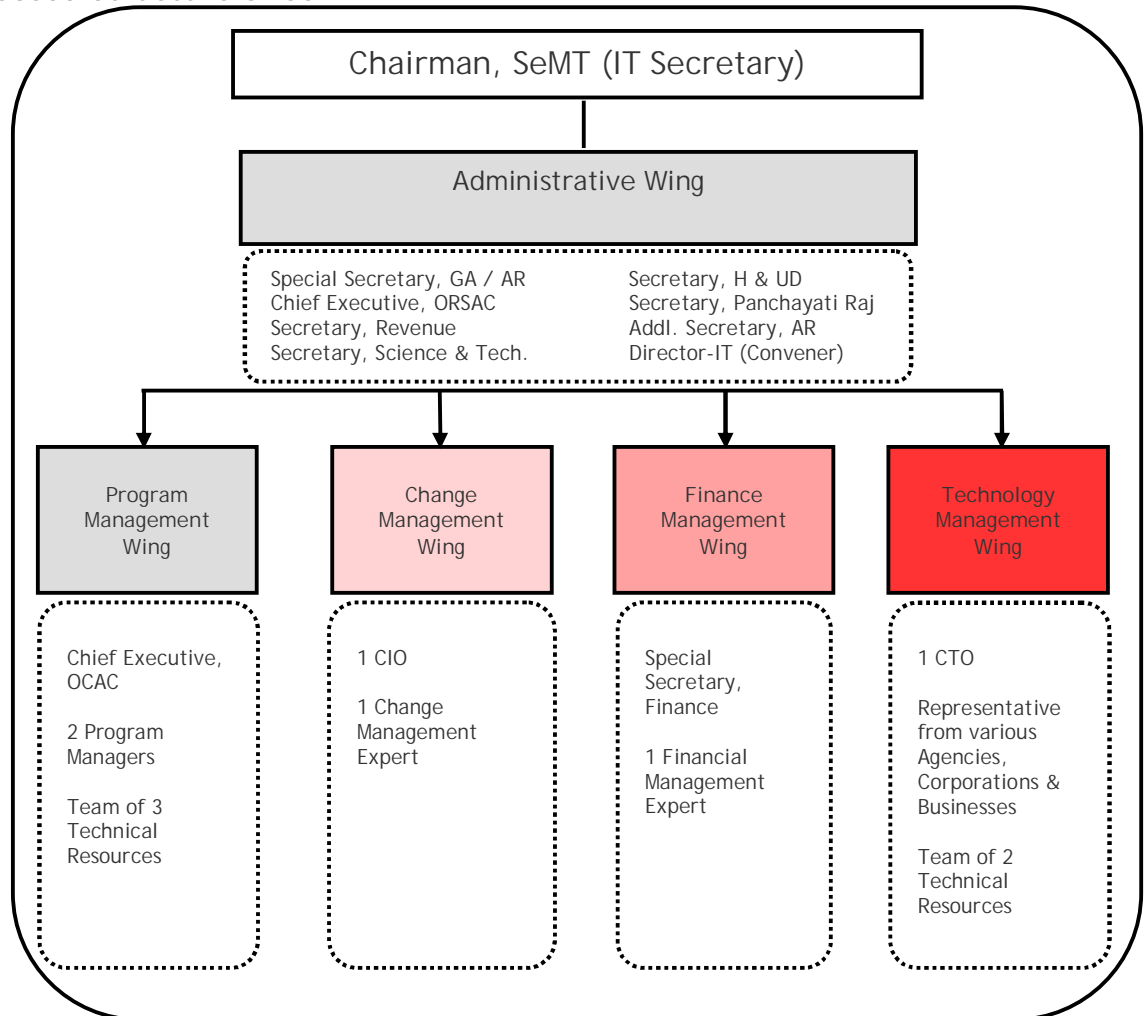 Chairman, SeMT (IT Secretary)
Administrative Wing
Special Secretary, GA / AR
Chief Executive, ORSAC
Secretary, Revenue
Secretary, Science & Tech.
Secretary, H & UD
Secretary, Panchayati Raj
Addl. Secretary, AR
Director-IT (Convener)
Program
Management
Wing
Change
Management
Wing
Finance
Management
Wing
Technology
Management
Wing
Chief Executive,
OCAC
2 Program
Managers
Team of 3
Technical
Resources
1 CIO
1 Change
Management
Expert
Special
Secretary,
Finance
1 Financial
Management
Expert
1 CTO
Representative
from various
Agencies,
Corporations &
Businesses
Team of 2
Technical
Resources